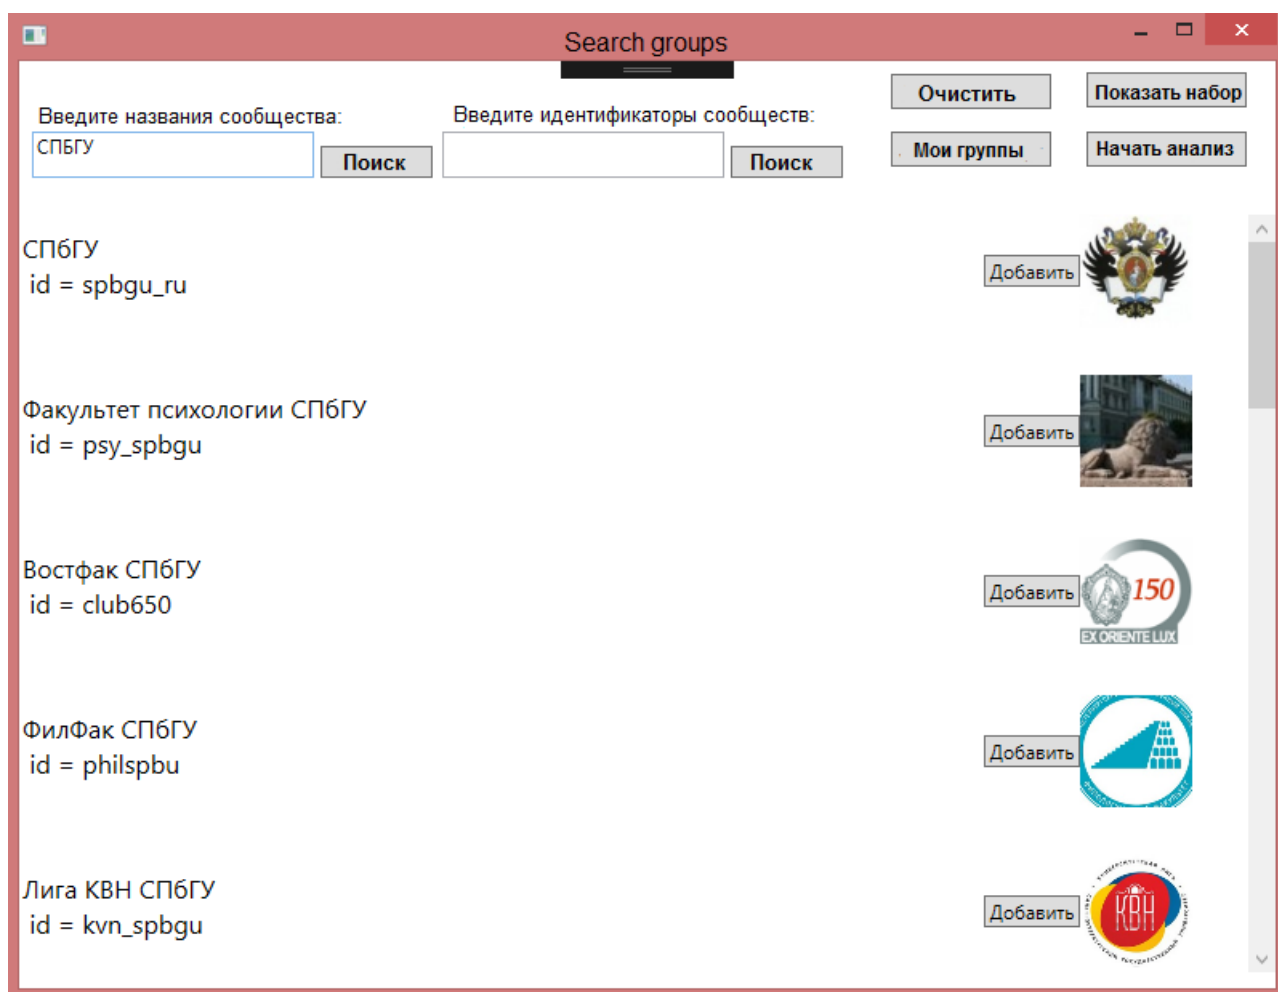 Search groups
Введите названия сообщества:
Введите идентификаторы сообществ:
Очистить
Показать набор
СПБГУ
Поиск
Поиск
Мои группы
Начать анализ
СПбГУ
id = spbgu_ru
Добавить
Факультет психологии СПбГУ
id = psy_spbgu
Добавить
Востфак СПбГУ
id = club650
Добавить
150
EX ORIENTE LUX
ФилФак СПбГУ
id = philspbu
Добавить
Лига КВН СПбГУ
id = kvn_spbgu
Добавить
КВН